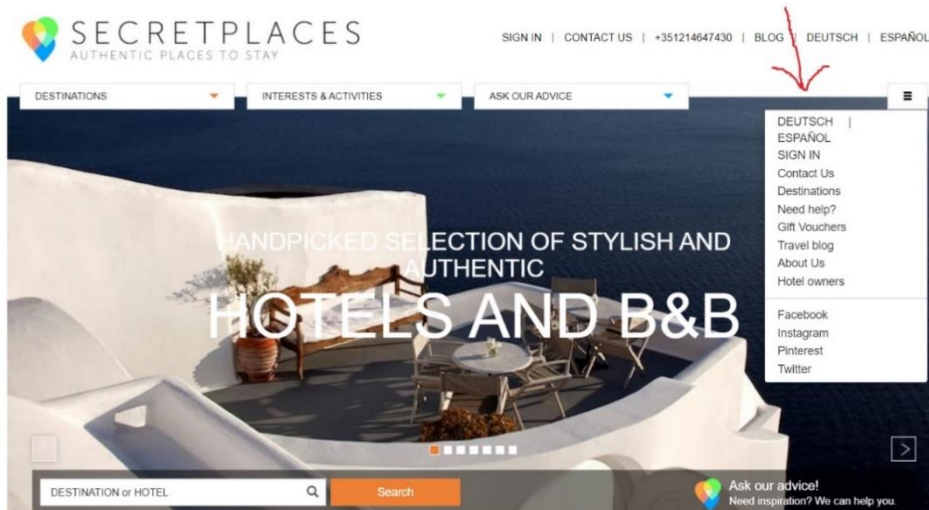 SECRETPLACES
AUTHENTIC PLACES TO STAY
SIGN IN | CONTACT US | +351214647430 | BLOG | DEUTSCH | ESPAÑOL
DESTINATIONS
INTERESTS & ACTIVITIES
ASK OUR ADVICE
DEUTSCH |
ESPAÑOL
SIGN IN
Contact Us
Destinations
Need help?
Gift Vouchers
Travel blog
About Us
Hotel owners
Facebook
Instagram
Pinterest
Twitter
HANDPICKED SELECTION OF STYLISH AND
AUTHENTIC
HOTELS AND B&B
DESTINATION or HOTEL
Search
Ask our advice!
Need inspiration? We can help you.